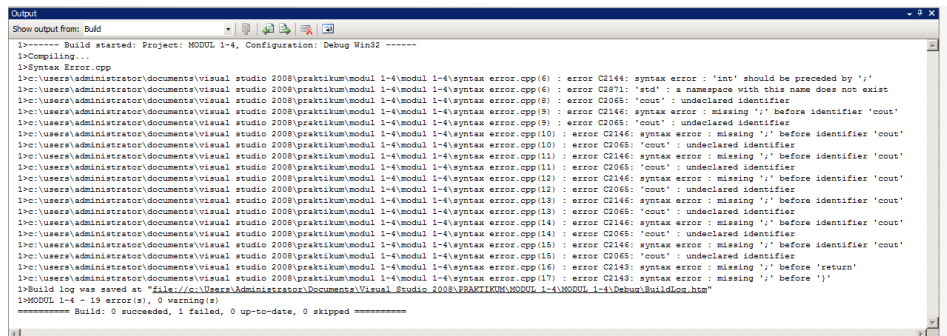 Output
Show output from: Build
1>------ Build started: Project: MODUL 1-4, Configuration: Debug Win32 ------
1>Compiling...
1>Syntax Error.cpp
1>c:\users\administrator\documents\visual studio 2008\praktikum\modul 1-4\modul 1-4\syntax error.cpp(6) : error C2144: syntax error : 'int' should be preceded by ';'
1>c:\users\administrator\documents\visual studio 2008\praktikum\modul 1-4\modul 1-4\syntax error.cpp(6) : error C2871: 'std' : a namespace with this name does not exist
1>c:\users\administrator\documents\visual studio 2008\praktikum\modul 1-4\modul 1-4\syntax error.cpp(8) : error C2065: 'cout' : undeclared identifier
1>c:\users\administrator\documents\visual studio 2008\praktikum\modul 1-4\modul 1-4\syntax error.cpp(9) : error C2146: syntax error : missing ';' before identifier 'cout'
1>c:\users\administrator\documents\visual studio 2008\praktikum\modul 1-4\modul 1-4\syntax error.cpp(9) : error C2065: 'cout' : undeclared identifier
1>c:\users\administrator\documents\visual studio 2008\praktikum\modul 1-4\modul 1-4\syntax error.cpp(10) : error C2146: syntax error : missing ';' before identifier 'cout'
1>c:\users\administrator\documents\visual studio 2008\praktikum\modul 1-4\modul 1-4\syntax error.cpp(10) : error C2065: 'cout' : undeclared identifier
1>c:\users\administrator\documents\visual studio 2008\praktikum\modul 1-4\modul 1-4\syntax error.cpp(11) : error C2146: syntax error : missing ';' before identifier 'cout'
1>c:\users\administrator\documents\visual studio 2008\praktikum\modul 1-4\modul 1-4\syntax error.cpp(11) : error C2065: 'cout' : undeclared identifier
1>c:\users\administrator\documents\visual studio 2008\praktikum\modul 1-4\modul 1-4\syntax error.cpp(12) : error C2146: syntax error : missing ';' before identifier 'cout'
1>c:\users\administrator\documents\visual studio 2008\praktikum\modul 1-4\modul 1-4\syntax error.cpp(12) : error C2065: 'cout' : undeclared identifier
1>c:\users\administrator\documents\visual studio 2008\praktikum\modul 1-4\modul 1-4\syntax error.cpp(13) : error C2146: syntax error : missing ';' before identifier 'cout'
1>c:\users\administrator\documents\visual studio 2008\praktikum\modul 1-4\modul 1-4\syntax error.cpp(13) : error C2065: 'cout' : undeclared identifier
1>c:\users\administrator\documents\visual studio 2008\praktikum\modul 1-4\modul 1-4\syntax error.cpp(14) : error C2146: syntax error : missing ';' before identifier 'cout'
1>c:\users\administrator\documents\visual studio 2008\praktikum\modul 1-4\modul 1-4\syntax error.cpp(14) : error C2065: 'cout' : undeclared identifier
1>c:\users\administrator\documents\visual studio 2008\praktikum\modul 1-4\modul 1-4\syntax error.cpp(15) : error C2146: syntax error : missing ';' before identifier 'cout'
1>c:\users\administrator\documents\visual studio 2008\praktikum\modul 1-4\modul 1-4\syntax error.cpp(15) : error C2065: 'cout' : undeclared identifier
1>c:\users\administrator\documents\visual studio 2008\praktikum\modul 1-4\modul 1-4\syntax error.cpp(16) : error C2143: syntax error : missing ';' before 'return'
1>c:\users\administrator\documents\visual studio 2008\praktikum\modul 1-4\modul 1-4\syntax error.cpp(17) : error C2143: syntax error : missing ';' before '}'
1>Build log was saved at "file://c:\Users\Administrator\Documents\Visual Studio 2008\PRAKTIKUM\MODUL 1-4\MODUL 1-4\Debug\BuildLog.htm"
1>MODUL 1-4 - 19 error(s), 0 warning(s)
========== Build: 0 succeeded, 1 failed, 0 up-to-date, 0 skipped ==========